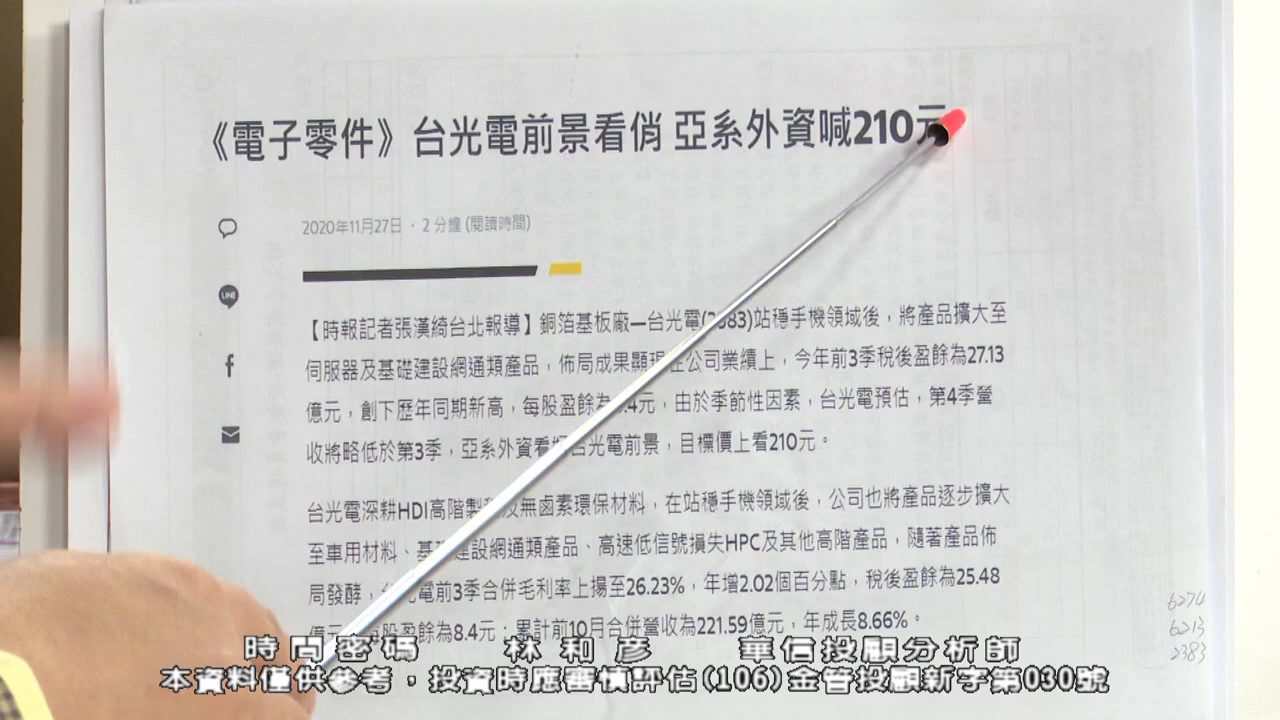 《電子零件》台光電前景看俏 亞系外資喊210元
2020年11月27日 · 2 分鐘 (閱讀時間)
LINE
【時報記者張漢綺台北報導】銅箔基板廠—台光電(2383)站穩手機領域後，將產品擴大至
伺服器及基礎建設網通類產品，佈局成果顯現在公司業績上，今年前3季稅後盈餘為27.13
億元，創下歷年同期新高，每股盈餘為 .4元，由於季節性因素，台光電預估，第4季營
收將略低於第3季，亞系外資看好台光電前景，目標價上看210元。
台光電深耕HDI高階製程及無鹵素環保材料，在站穩手機領域後，公司也將產品逐步擴大
至車用材料、基礎建設網通類產品、高速低信號損失HPC及其他高階產品，隨著產品佈
局發酵，台光電前3季合併毛利率上揚至26.23%，年增2.02個百分點，稅後盈餘為25.48
億元，每股盈餘為8.4元；累計前10月合併營收為221.59億元，年成長8.66%。
6274
6213
2383
時間密碼 林和彥 華信投顧分析師
本資料僅供參考，投資時應審慎評估(106)金管投顧新字第030號